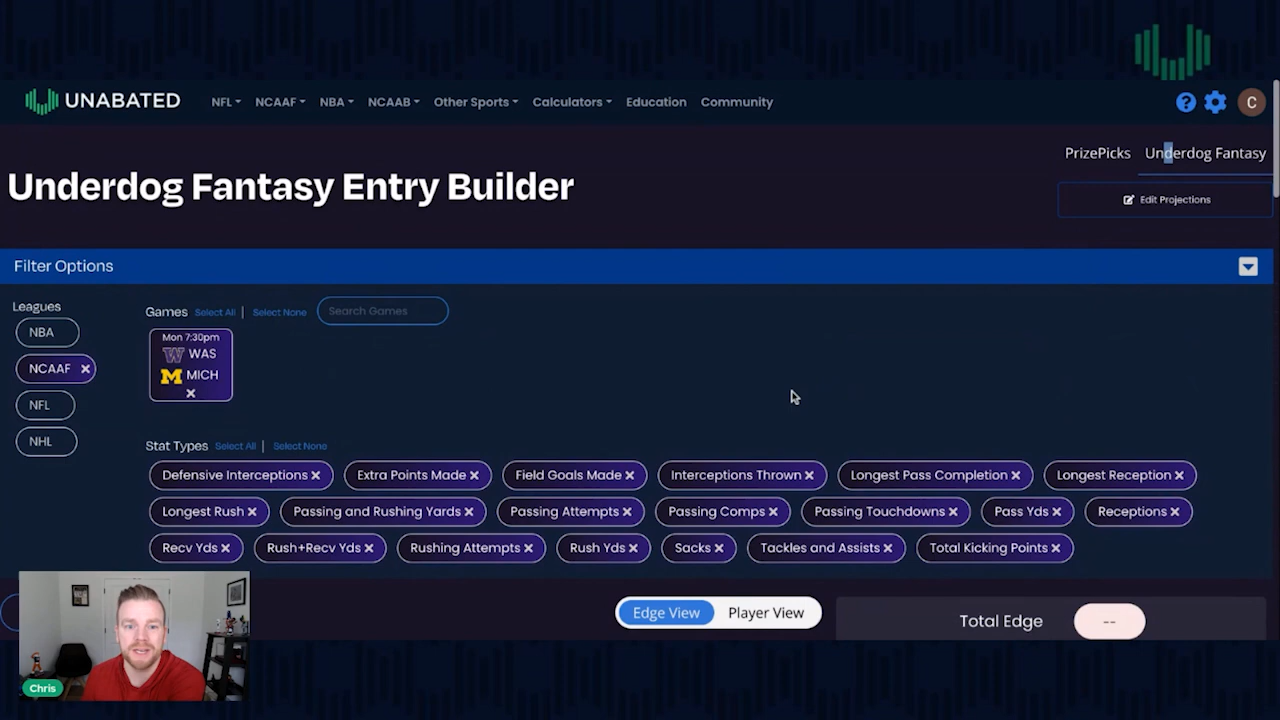 UNABATED NFL NCAAF NBA NCAAB Other Sports Calculators Education Community ? C
PrizePicks Underdog Fantasy
Underdog Fantasy Entry Builder
Edit Projections
Filter Options
Leagues
NBA
NCAAF ×
NFL
NHL
Games Select All | Select None Search Games
Mon 7:30pm
W WAS
M MICH
×
Stat Types Select All | Select None
Defensive Interceptions × Extra Points Made × Field Goals Made × Interceptions Thrown × Longest Pass Completion × Longest Reception ×
Longest Rush × Passing and Rushing Yards × Passing Attempts × Passing Comps × Passing Touchdowns × Pass Yds × Receptions ×
Recv Yds × Rush+Recv Yds × Rushing Attempts × Rush Yds × Sacks × Tackles and Assists × Total Kicking Points ×
Edge View Player View Total Edge --
Chris